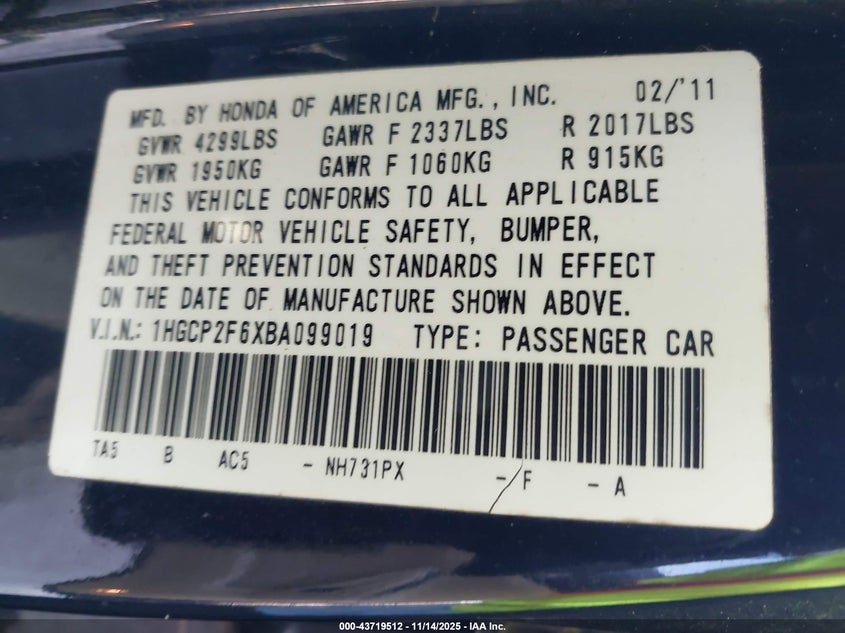 MFD. BY HONDA OF AMERICA MFG., INC. 02/'11
GVWR 4299LBS GAWR F 2337LBS R 2017LBS
GVWR 1950KG GAWR F 1060KG R 915KG
THIS VEHICLE CONFORMS TO ALL APPLICABLE
FEDERAL MOTOR VEHICLE SAFETY, BUMPER,
AND THEFT PREVENTION STANDARDS IN EFFECT
ON THE DATE OF MANUFACTURE SHOWN ABOVE.
V.I.N.: 1HGCP2F6XBA099019 TYPE: PASSENGER CAR
TA5 B AC5 - NH731PX - F - A
000-43719512 - 11/14/2025 - IAA Inc.